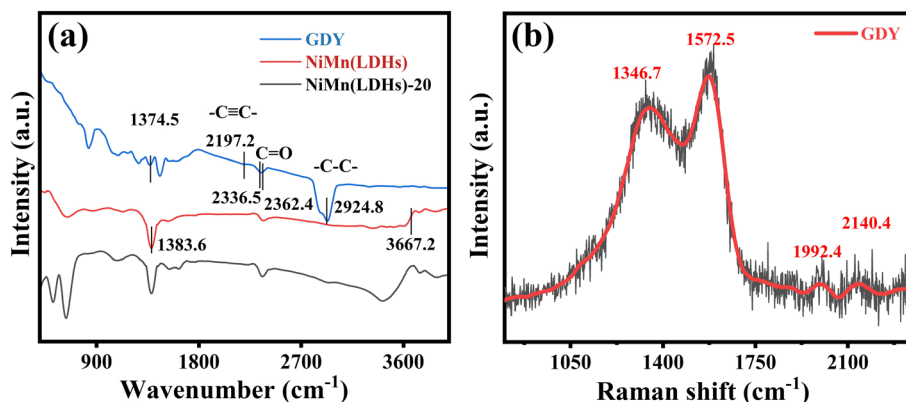 (a)
GDY
NiMn(LDHs)
NiMn(LDHs)-20
1374.5
-C≡C-
2197.2
C=O
-C-C-
2336.5
2362.4
2924.8
1383.6
3667.2
Intensity (a.u.)
900 1800 2700 3600
Wavenumber (cm⁻¹)
(b)
GDY
1572.5
1346.7
1992.4
2140.4
Intensity (a.u.)
1050 1400 1750 2100
Raman shift (cm⁻¹)